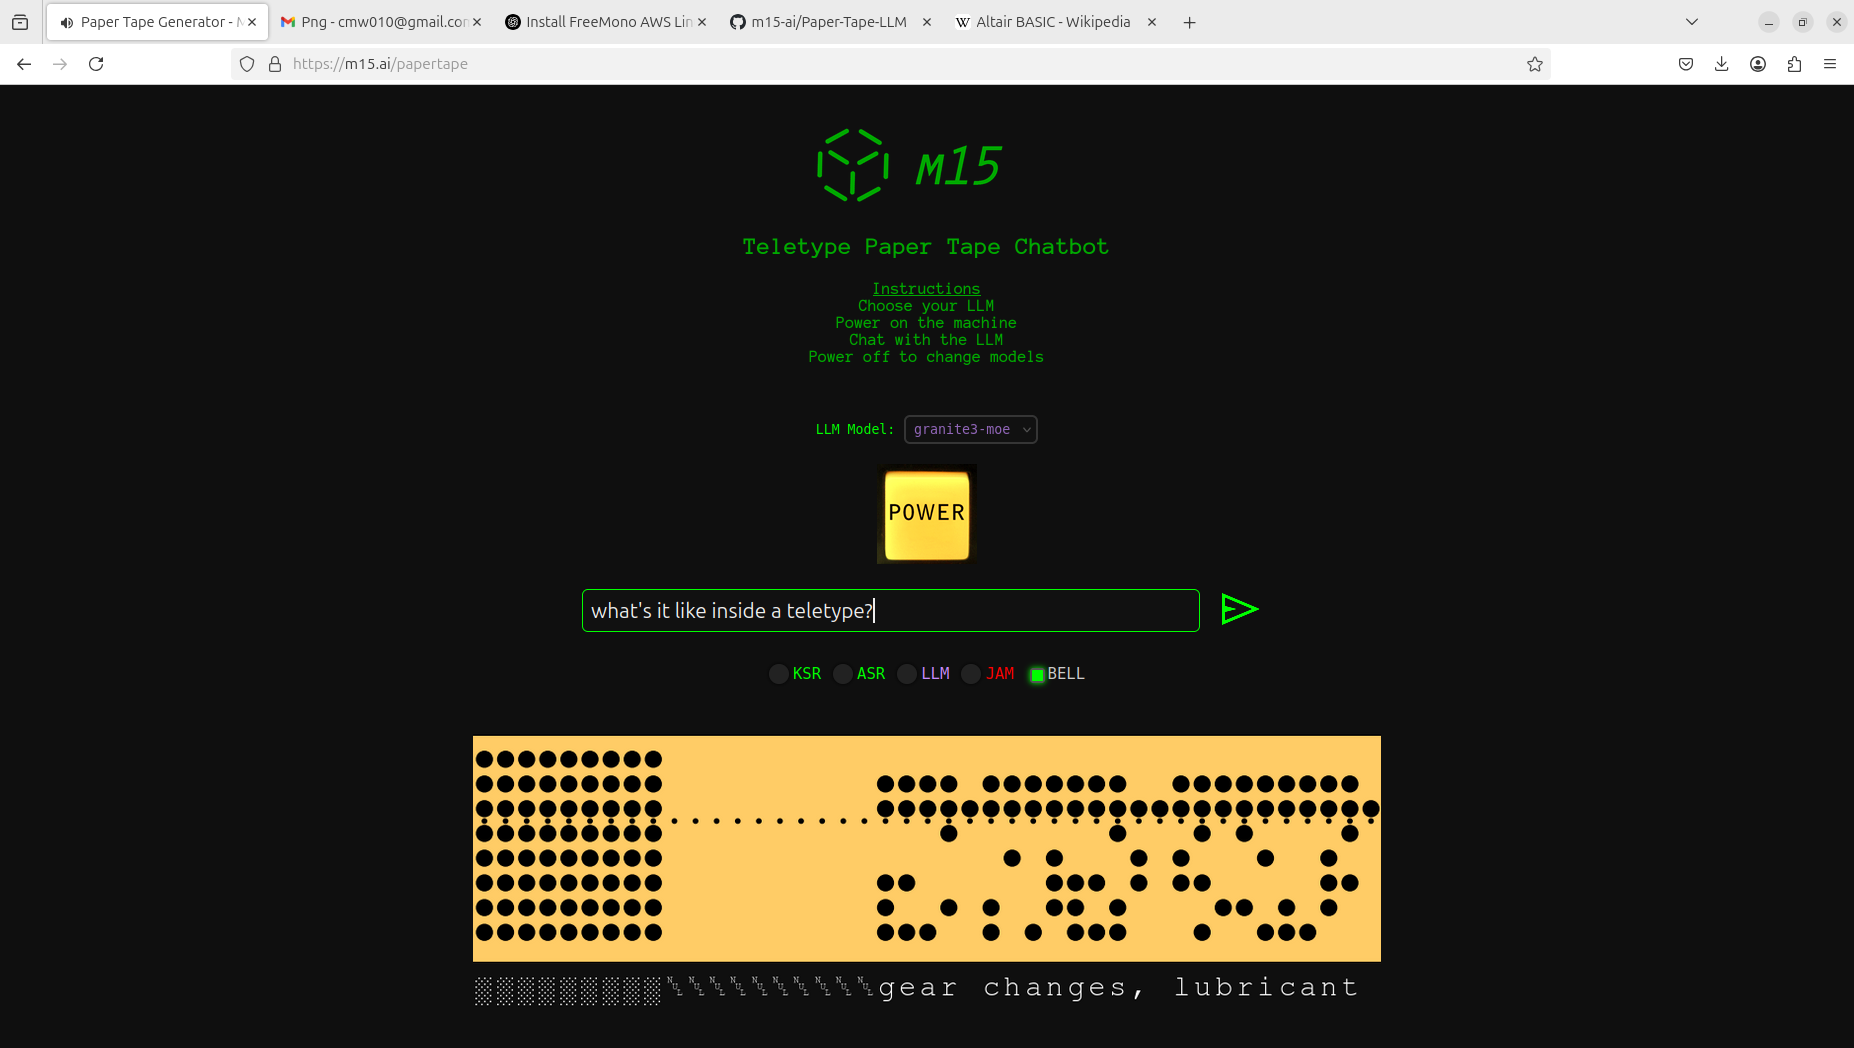 Paper Tape Generator - M
Png - cmw010@gmail.com
Install FreeMono AWS Lin
m15-ai/Paper-Tape-LLM
Altair BASIC - Wikipedia
https://m15.ai/papertape
m15
Teletype Paper Tape Chatbot
Instructions
Choose your LLM
Power on the machine
Chat with the LLM
Power off to change models
LLM Model: granite3-moe
POWER
what's it like inside a teletype?
KSR ASR LLM JAM BELL
░░░░░░░░░␀␀␀␀␀␀␀␀␀␀gear changes, lubricant